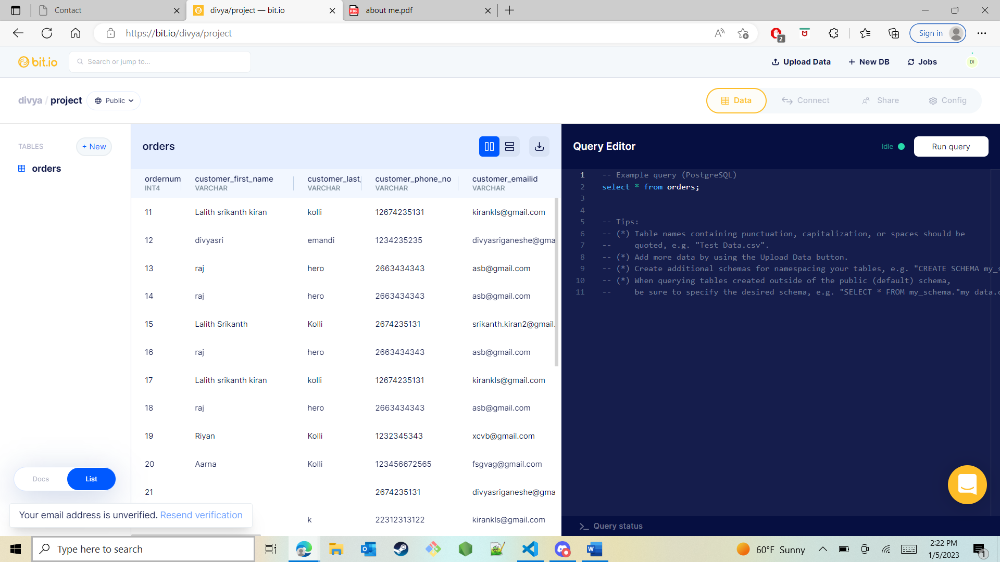 Contact
divya/project — bit.io
about me.pdf
https://bit.io/divya/project
2
Sign in
bit.io
Search or jump to...
Upload Data
+ New DB
Jobs
DI
divya / project
Public
Data
Connect
Share
Config
TABLES
+ New
orders
orders
ordernum customer_first_name customer_last_ customer_phone_no customer_emailid
INT4 VARCHAR VARCHAR VARCHAR VARCHAR
11 Lalith srikanth kiran kolli 12674235131 kirankls@gmail.com
12 divyasri emandi 1234235235 divyasriganeshe@gma
13 raj hero 2663434343 asb@gmail.com
14 raj hero 2663434343 asb@gmail.com
15 Lalith Srikanth Kolli 2674235131 srikanth.kiran2@gmail.
16 raj hero 2663434343 asb@gmail.com
17 Lalith srikanth kiran kolli 12674235131 kirankls@gmail.com
18 raj hero 2663434343 asb@gmail.com
19 Riyan Kolli 1232345343 xcvb@gmail.com
20 Aarna Kolli 123456672565 fsgvag@gmail.com
21 2674235131 divyasriganeshe@gma
k 22312313122 kirankls@gmail.com
Query Editor
Idle
Run query
1 -- Example query (PostgreSQL)
2 select * from orders;
3
4
5 -- Tips:
6 -- (*) Table names containing punctuation, capitalization, or spaces should be
7 -- quoted, e.g. "Test Data.csv".
8 -- (*) Add more data by using the Upload Data button.
9 -- (*) Create additional schemas for namespacing your tables, e.g. "CREATE SCHEMA my_s
10 -- (*) When querying tables created outside of the public (default) schema,
11 -- be sure to specify the desired schema, e.g. "SELECT * FROM my_schema."my data.c
Query status
Docs
List
Your email address is unverified. Resend verification
Type here to search
60°F Sunny
2:22 PM
1/5/2023
1